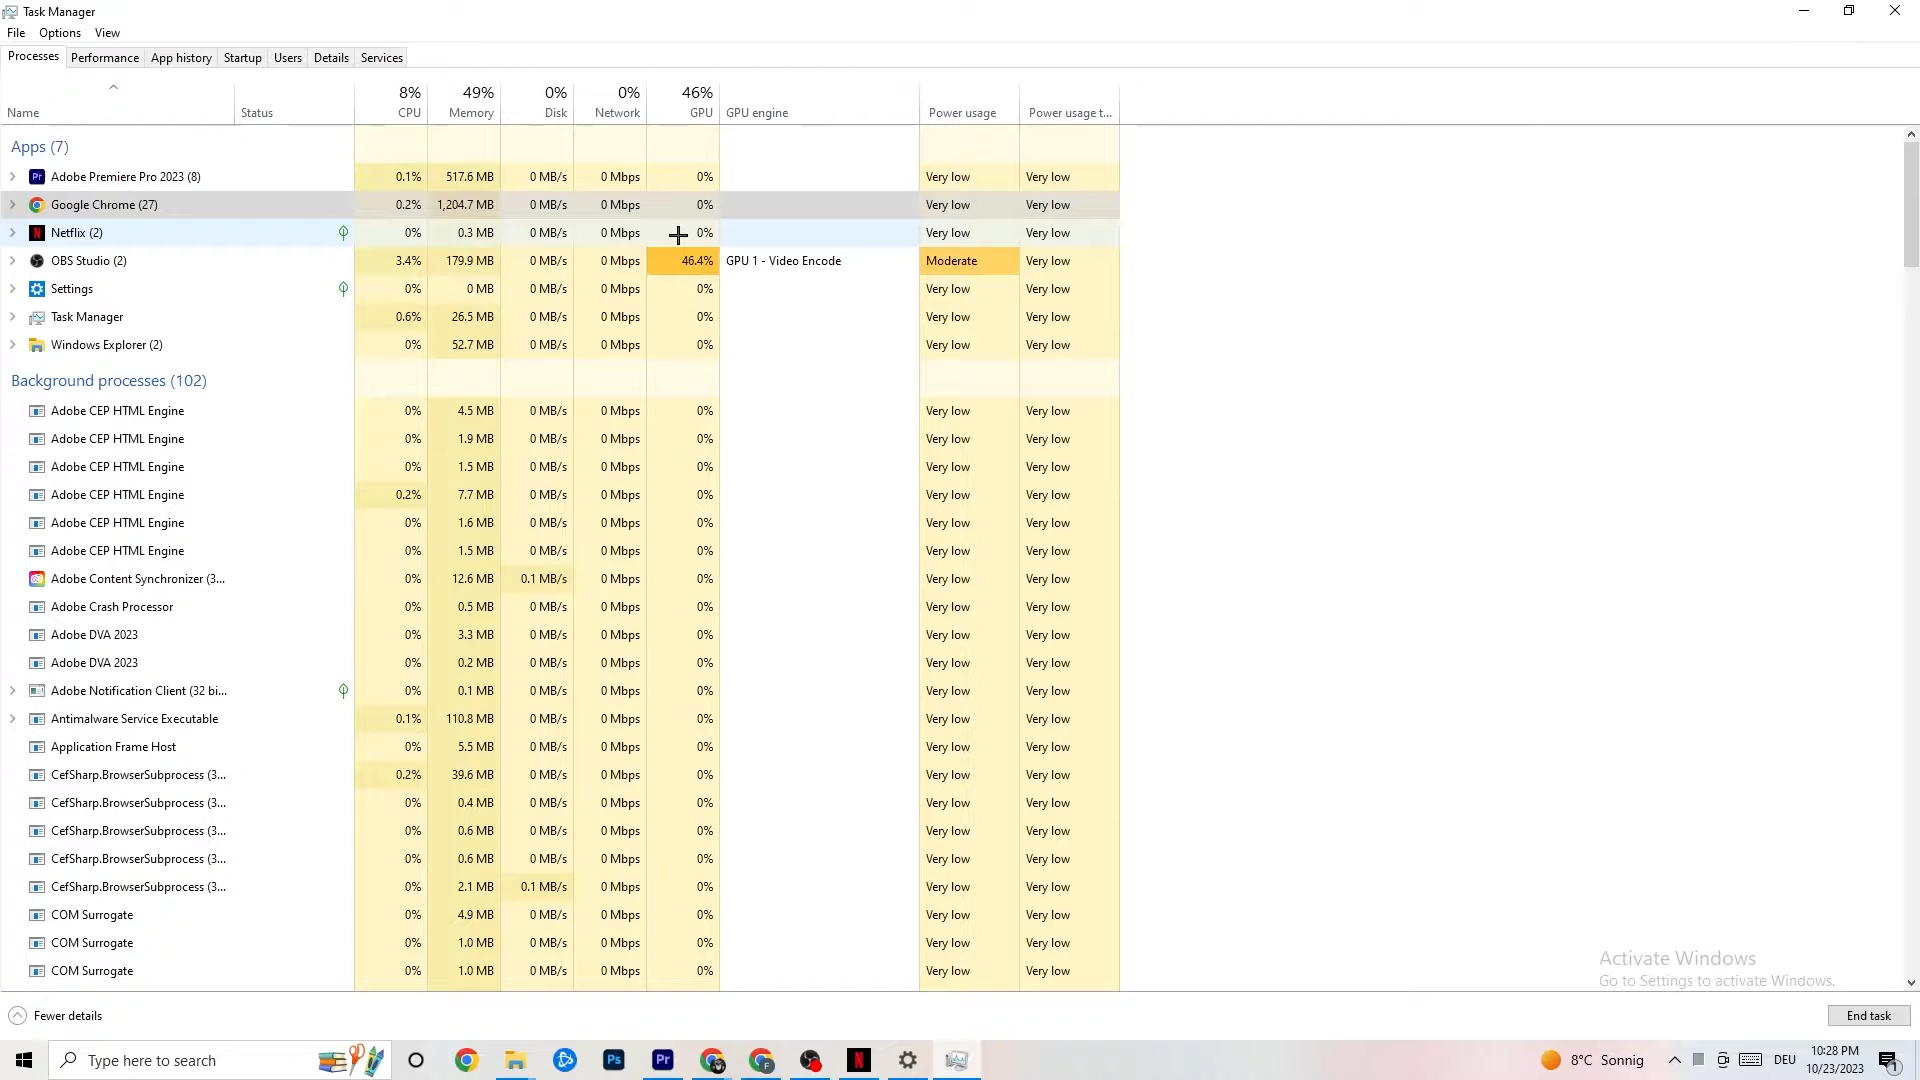 Task Manager
File Options View
Processes Performance App history Startup Users Details Services
8% 49% 0% 0% 46%
Name Status CPU Memory Disk Network GPU GPU engine Power usage Power usage t...
Apps (7)
Pr Adobe Premiere Pro 2023 (8) 0.1% 517.6 MB 0 MB/s 0 Mbps 0% Very low Very low
Google Chrome (27) 0.2% 1,204.7 MB 0 MB/s 0 Mbps 0% Very low Very low
N Netflix (2) 0% 0.3 MB 0 MB/s 0 Mbps 0% Very low Very low
OBS Studio (2) 3.4% 179.9 MB 0 MB/s 0 Mbps 46.4% GPU 1 - Video Encode Moderate Very low
Settings 0% 0 MB 0 MB/s 0 Mbps 0% Very low Very low
Task Manager 0.6% 26.5 MB 0 MB/s 0 Mbps 0% Very low Very low
Windows Explorer (2) 0% 52.7 MB 0 MB/s 0 Mbps 0% Very low Very low
Background processes (102)
Adobe CEP HTML Engine 0% 4.5 MB 0 MB/s 0 Mbps 0% Very low Very low
Adobe CEP HTML Engine 0% 1.9 MB 0 MB/s 0 Mbps 0% Very low Very low
Adobe CEP HTML Engine 0% 1.5 MB 0 MB/s 0 Mbps 0% Very low Very low
Adobe CEP HTML Engine 0.2% 7.7 MB 0 MB/s 0 Mbps 0% Very low Very low
Adobe CEP HTML Engine 0% 1.6 MB 0 MB/s 0 Mbps 0% Very low Very low
Adobe CEP HTML Engine 0% 1.5 MB 0 MB/s 0 Mbps 0% Very low Very low
Adobe Content Synchronizer (3... 0% 12.6 MB 0.1 MB/s 0 Mbps 0% Very low Very low
Adobe Crash Processor 0% 0.5 MB 0 MB/s 0 Mbps 0% Very low Very low
Adobe DVA 2023 0% 3.3 MB 0 MB/s 0 Mbps 0% Very low Very low
Adobe DVA 2023 0% 0.2 MB 0 MB/s 0 Mbps 0% Very low Very low
Adobe Notification Client (32 bi... 0% 0.1 MB 0 MB/s 0 Mbps 0% Very low Very low
Antimalware Service Executable 0.1% 110.8 MB 0 MB/s 0 Mbps 0% Very low Very low
Application Frame Host 0% 5.5 MB 0 MB/s 0 Mbps 0% Very low Very low
CefSharp.BrowserSubprocess (3... 0.2% 39.6 MB 0 MB/s 0 Mbps 0% Very low Very low
CefSharp.BrowserSubprocess (3... 0% 0.4 MB 0 MB/s 0 Mbps 0% Very low Very low
CefSharp.BrowserSubprocess (3... 0% 0.6 MB 0 MB/s 0 Mbps 0% Very low Very low
CefSharp.BrowserSubprocess (3... 0% 0.6 MB 0 MB/s 0 Mbps 0% Very low Very low
CefSharp.BrowserSubprocess (3... 0% 2.1 MB 0.1 MB/s 0 Mbps 0% Very low Very low
COM Surrogate 0% 4.9 MB 0 MB/s 0 Mbps 0% Very low Very low
COM Surrogate 0% 1.0 MB 0 MB/s 0 Mbps 0% Very low Very low
COM Surrogate 0% 1.0 MB 0 MB/s 0 Mbps 0% Very low Very low
Activate Windows
Go to Settings to activate Windows.
Fewer details End task
Type here to search Ps Pr F N 8°C Sonnig DEU 10:28 PM
10/23/2023 1